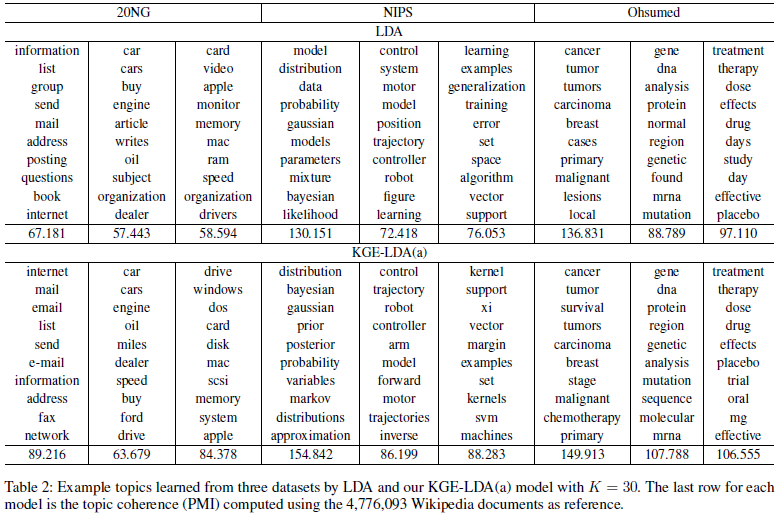 20NG NIPS Ohsumed
LDA
information car card model control learning cancer gene treatment
list cars video distribution system examples tumor dna therapy
group buy apple data motor generalization tumors analysis dose
send engine monitor probability model training carcinoma protein effects
mail article memory gaussian position error breast normal drug
address writes mac models trajectory set cases region days
posting oil ram parameters controller space primary genetic study
questions subject speed mixture robot algorithm malignant found day
book organization organization bayesian figure vector lesions mrna effective
internet dealer drivers likelihood learning support local mutation placebo
67.181 57.443 58.594 130.151 72.418 76.053 136.831 88.789 97.110
KGE-LDA(a)
internet car drive distribution control kernel cancer gene treatment
mail cars windows bayesian trajectory support tumor dna therapy
email engine dos gaussian robot xi survival protein dose
list oil card prior controller vector tumors region drug
send miles disk posterior arm margin carcinoma genetic effects
e-mail dealer mac probability model examples breast analysis placebo
information speed scsi variables forward set stage mutation trial
address buy memory markov motor kernels malignant sequence oral
fax ford system distributions trajectories svm chemotherapy molecular mg
network drive apple approximation inverse machines primary mrna effective
89.216 63.679 84.378 154.842 86.199 88.283 149.913 107.788 106.555
Table 2: Example topics learned from three datasets by LDA and our KGE-LDA(a) model with K = 30. The last row for each
model is the topic coherence (PMI) computed using the 4,776,093 Wikipedia documents as reference.